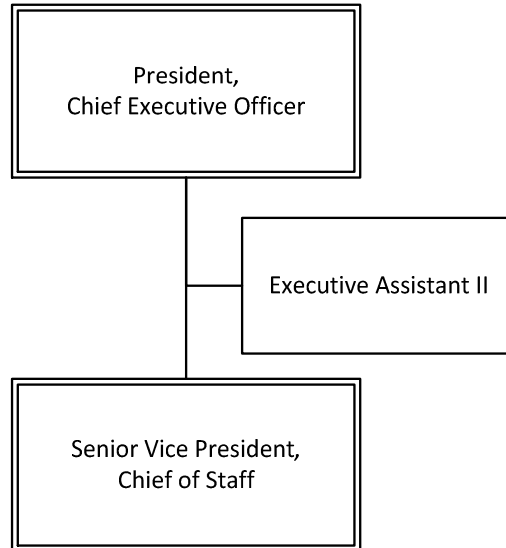 President,
Chief Executive Officer
Executive Assistant II
Senior Vice President,
Chief of Staff